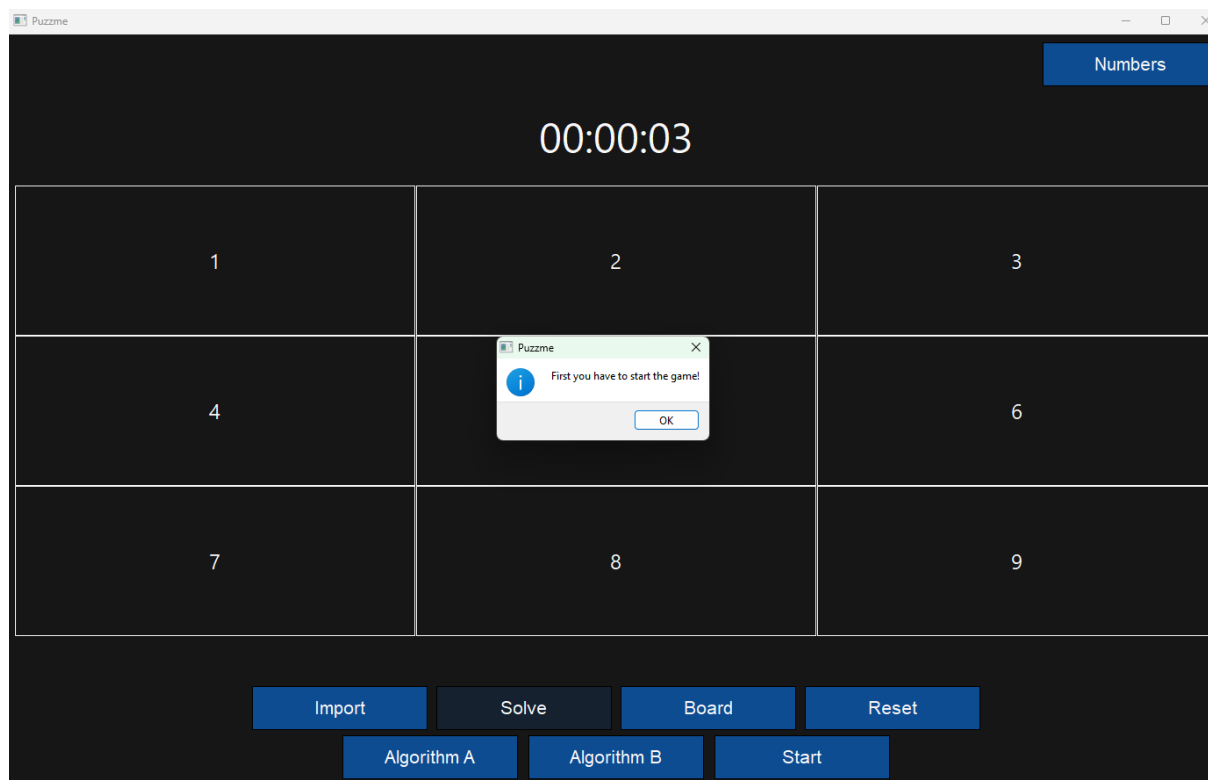 Puzzme
Numbers
00:00:03
1 2 3
Puzzme
First you have to start the game!
4 6
OK
7 8 9
Import Solve Board Reset
Algorithm A Algorithm B Start